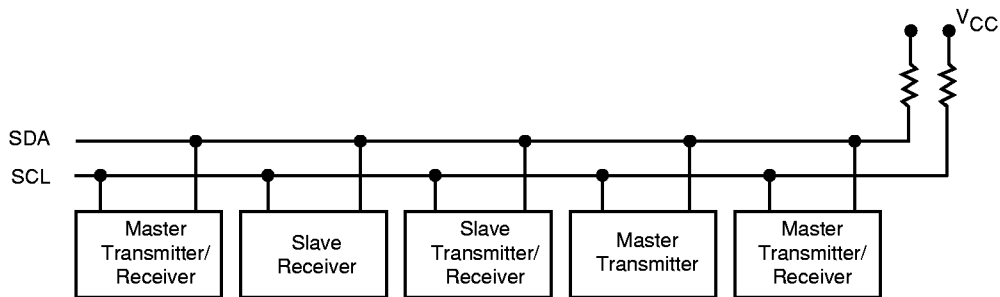 VCC
SDA
SCL
Master
Transmitter/
Receiver
Slave
Receiver
Slave
Transmitter/
Receiver
Master
Transmitter
Master
Transmitter/
Receiver